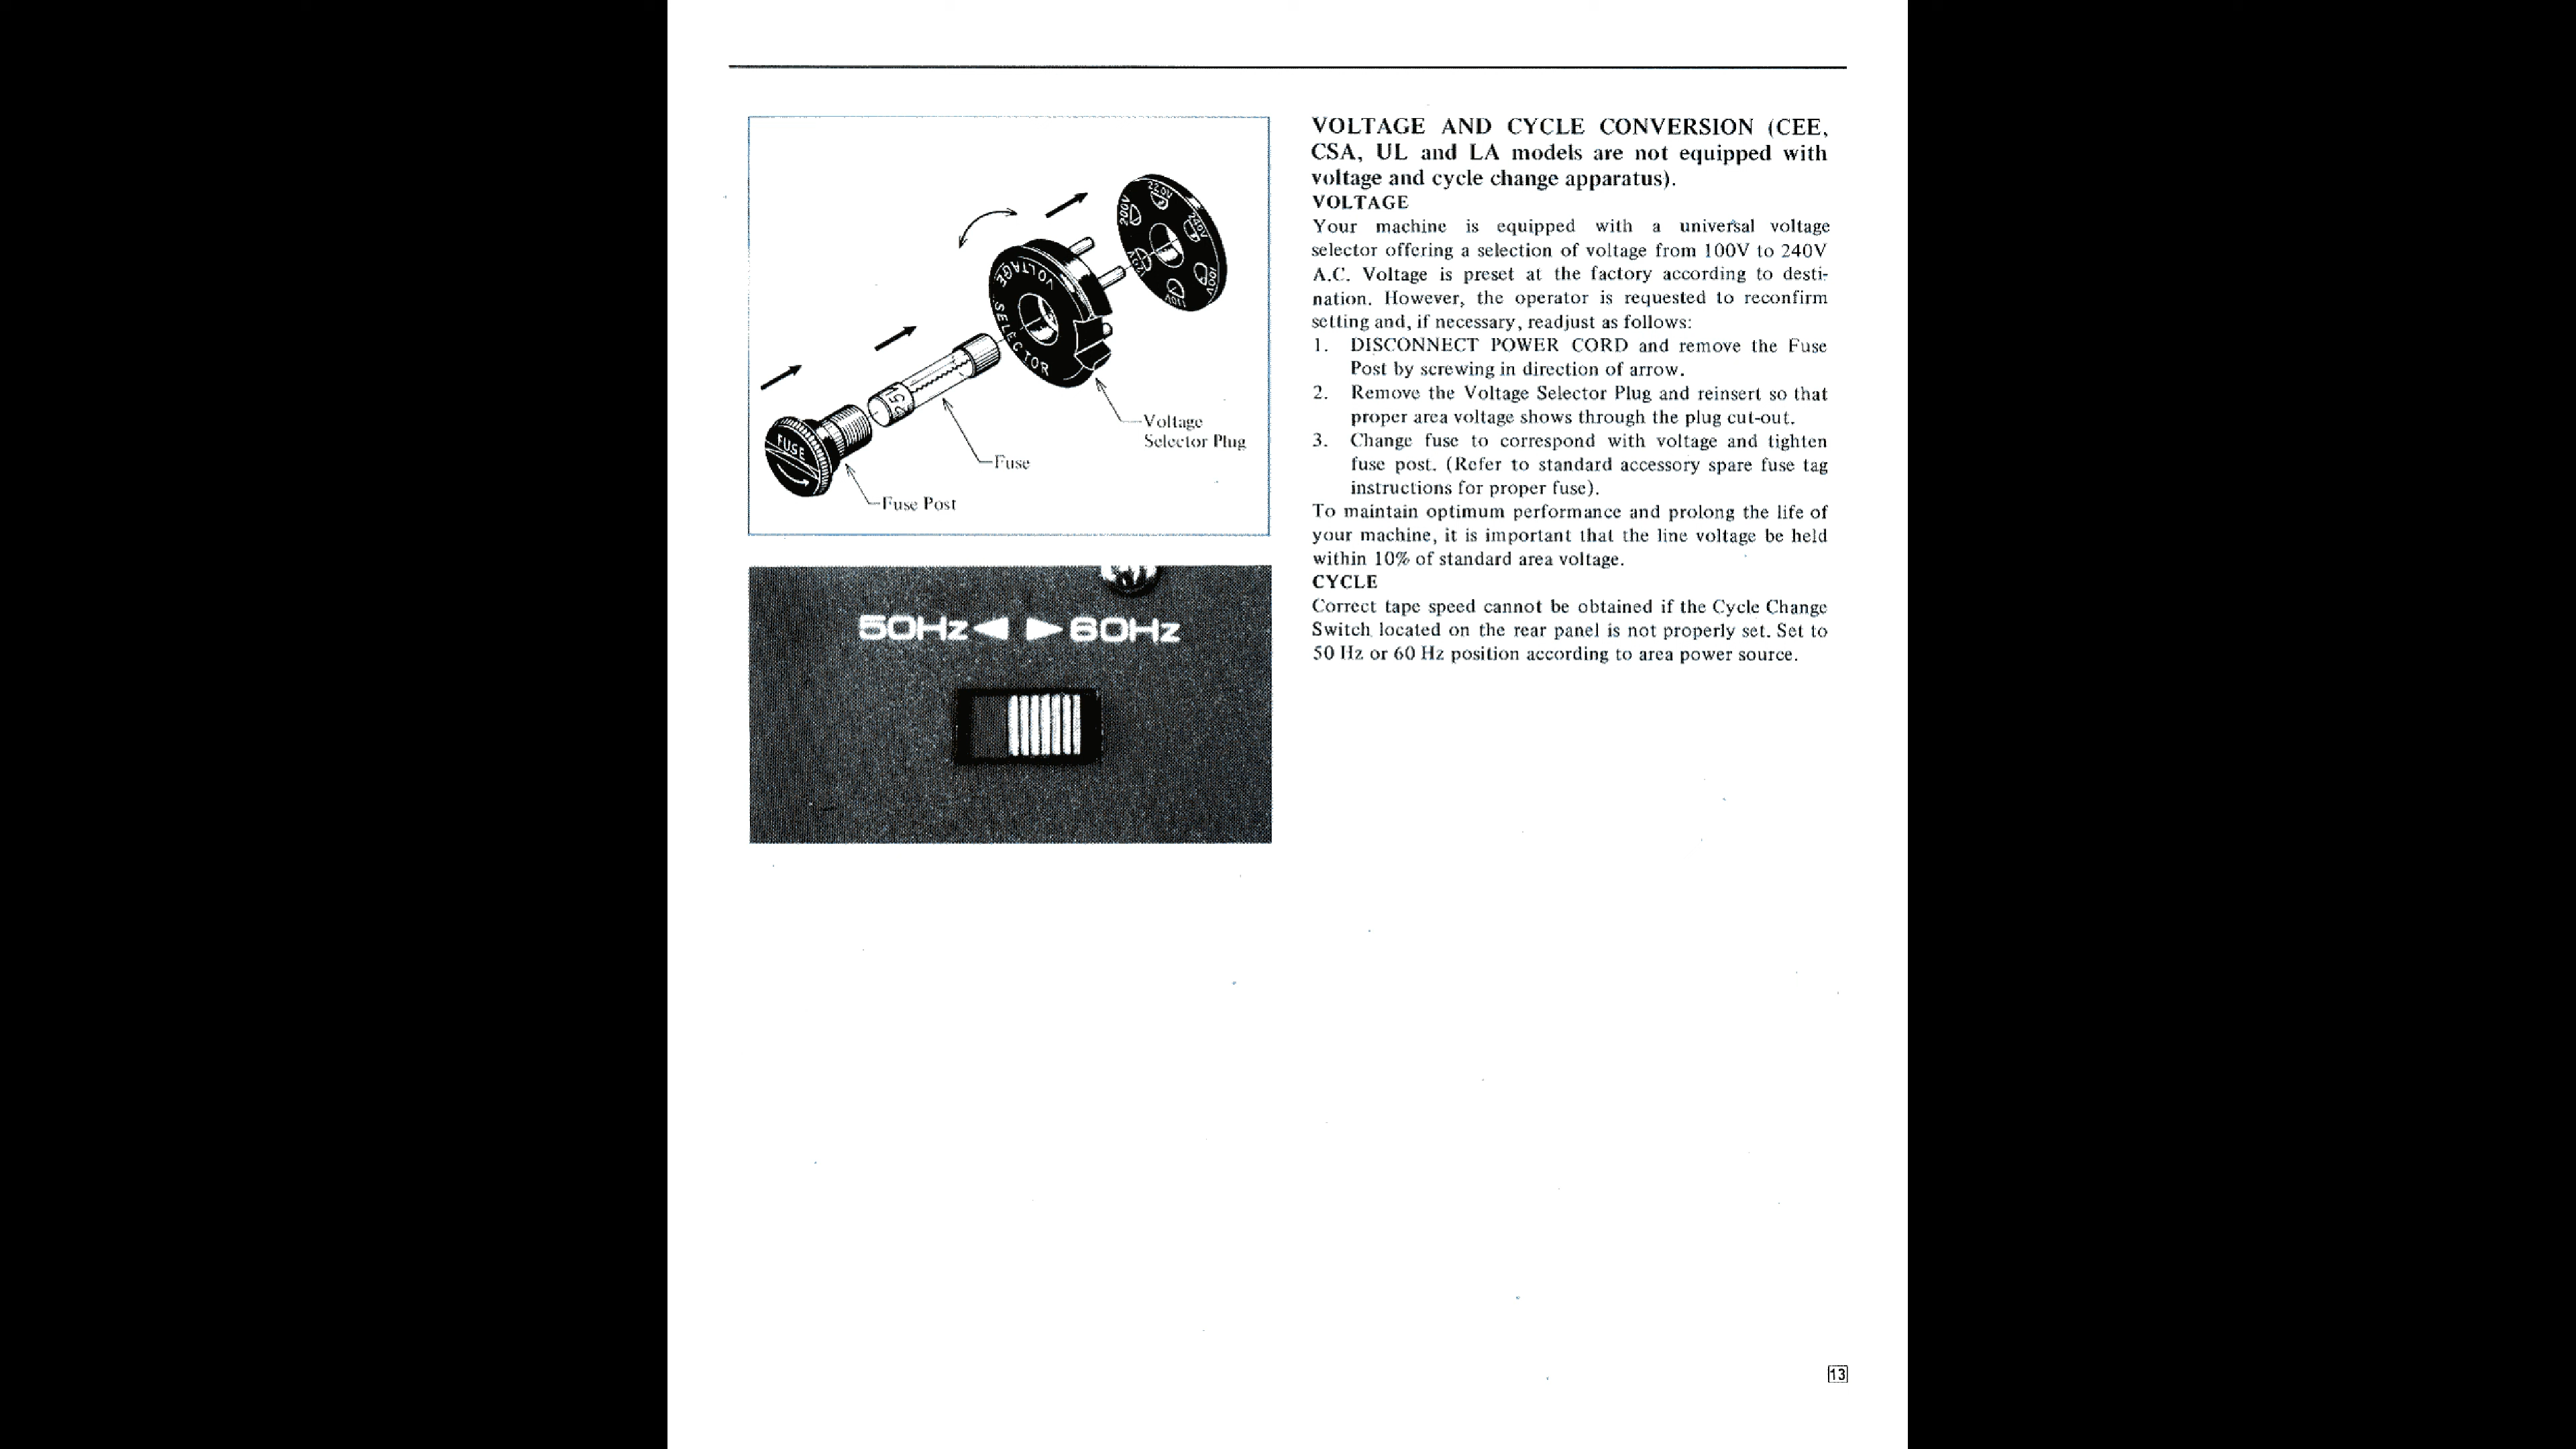 200V
220V
240V
100V
110V
VOLTAGE
SELECTOR
25V
FUSE
Voltage
Selector Plug
Fuse
Fuse Post
50Hz◀ ▶60Hz
VOLTAGE AND CYCLE CONVERSION (CEE,
CSA, UL and LA models are not equipped with
voltage and cycle change apparatus).
VOLTAGE
Your machine is equipped with a universal voltage
selector offering a selection of voltage from 100V to 240V
A.C. Voltage is preset at the factory according to desti-
nation. However, the operator is requested to reconfirm
setting and, if necessary, readjust as follows:
1. DISCONNECT POWER CORD and remove the Fuse
Post by screwing in direction of arrow.
2. Remove the Voltage Selector Plug and reinsert so that
proper area voltage shows through the plug cut-out.
3. Change fuse to correspond with voltage and tighten
fuse post. (Refer to standard accessory spare fuse tag
instructions for proper fuse).
To maintain optimum performance and prolong the life of
your machine, it is important that the line voltage be held
within 10% of standard area voltage.
CYCLE
Correct tape speed cannot be obtained if the Cycle Change
Switch located on the rear panel is not properly set. Set to
50 Hz or 60 Hz position according to area power source.
13